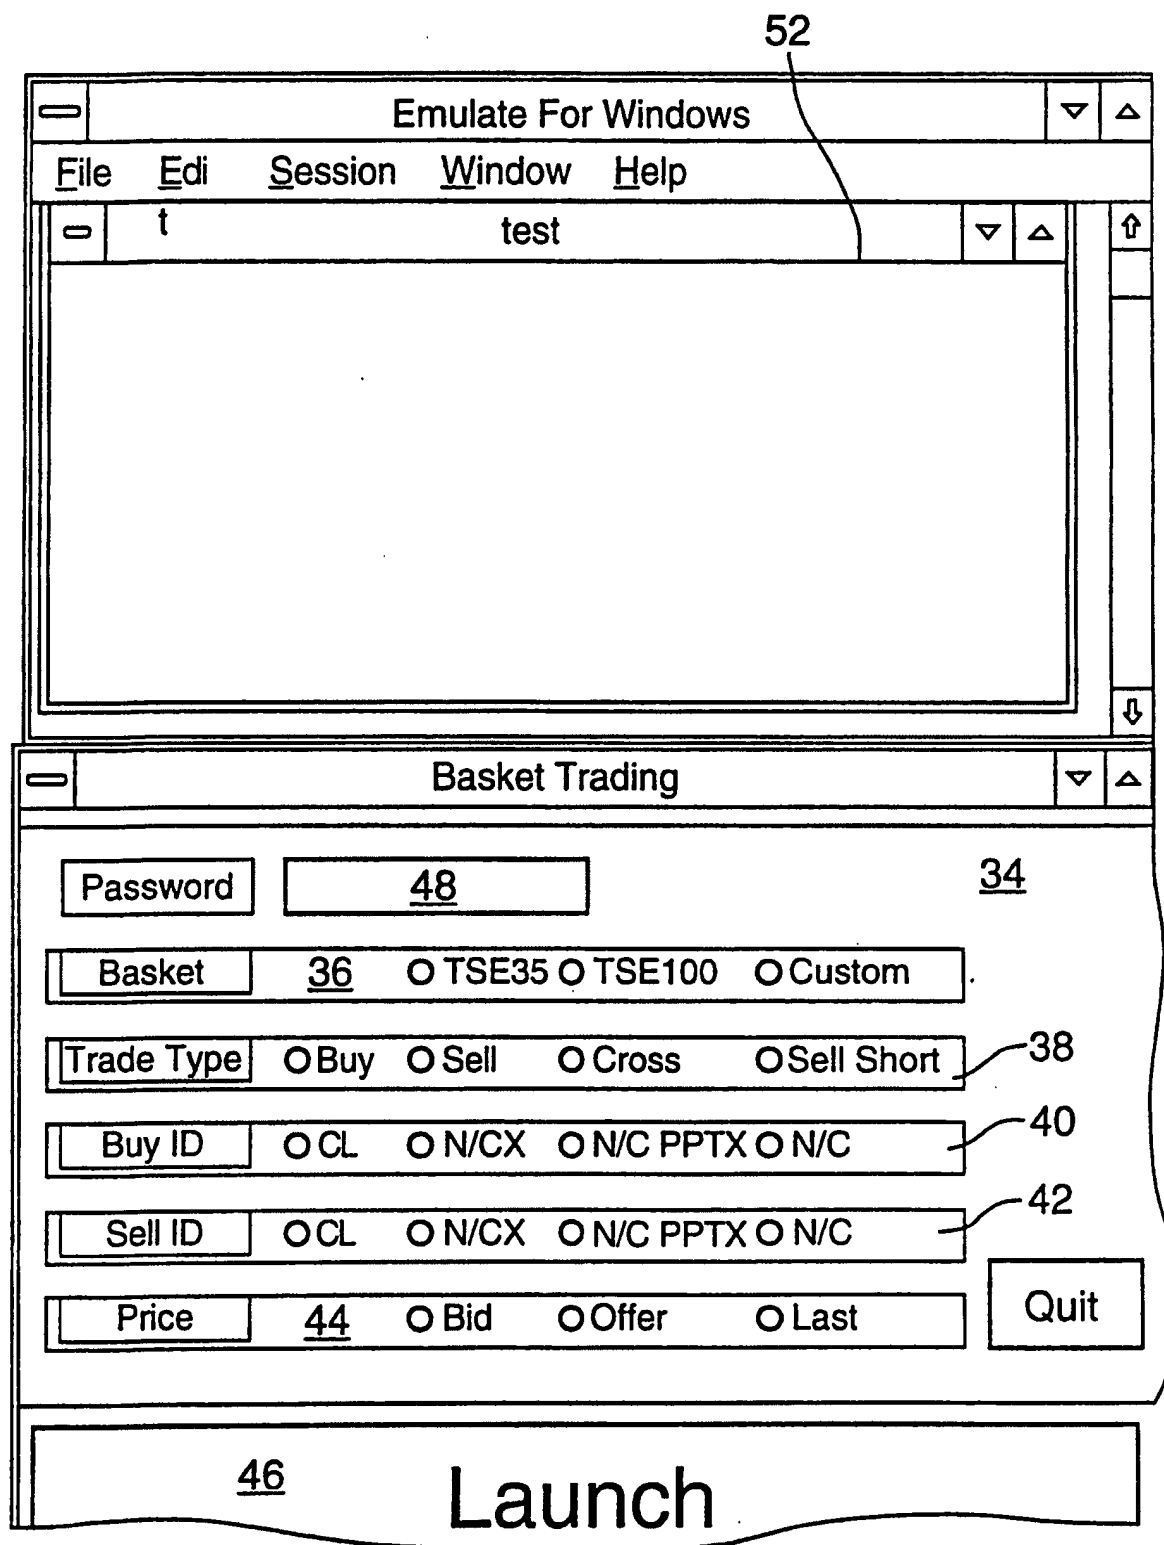 52
Emulate For Windows
File Edi Session Window Help
t
test
Basket Trading
Password 48 34
Basket 36 TSE35 TSE100 Custom
Trade Type Buy Sell Cross Sell Short 38
Buy ID CL N/CX N/C PPTX N/C 40
Sell ID CL N/CX N/C PPTX N/C 42
Price 44 Bid Offer Last Quit
46 Launch